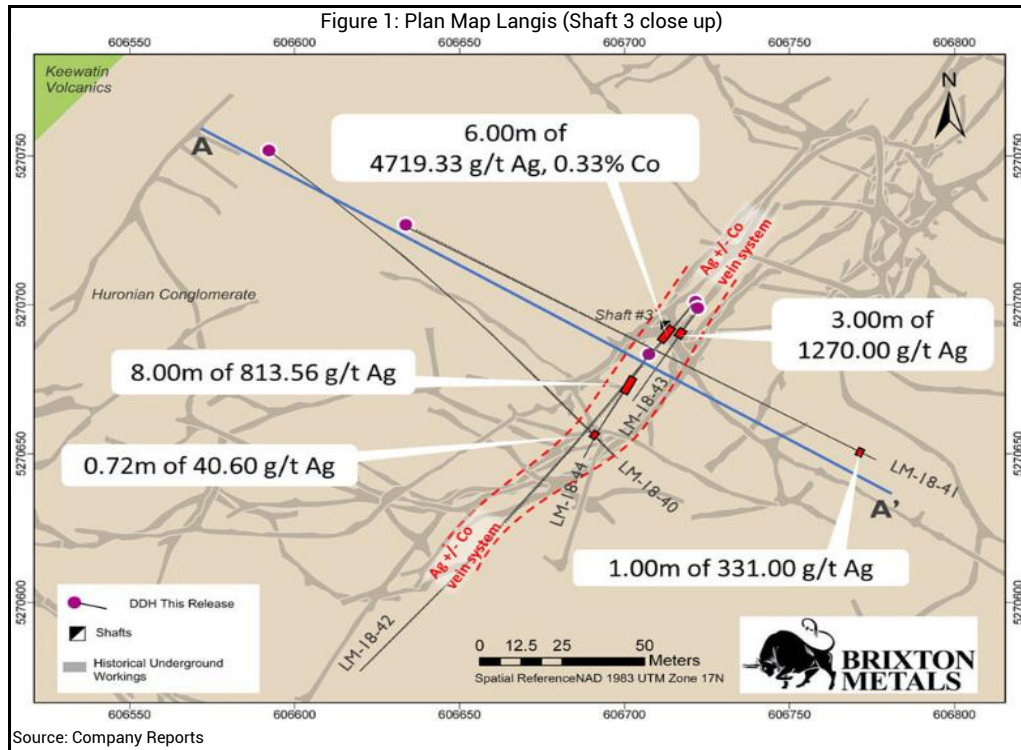 Figure 1: Plan Map Langis (Shaft 3 close up)
606550
606600
606650
606700
606750
606800
Keewatin
Volcanics
N
6.00m of
4719.33 g/t Ag, 0.33% Co
A
5270750
5270750
Ag +/- Co
vein system
Huronian Conglomerate
5270700
5270700
Shaft #3
3.00m of
1270.00 g/t Ag
8.00m of 813.56 g/t Ag
LM-18-43
5270650
5270650
0.72m of 40.60 g/t Ag
LM-18-44
LM-18-40
LM-18-41
A'
Ag +/- Co
vein system
1.00m of 331.00 g/t Ag
5270600
5270600
DDH This Release
Shafts
Historical Underground
Workings
LM-18-42
0 12.5 25 50
Meters
Spatial ReferenceNAD 1983 UTM Zone 17N
BRIXTON
METALS
606550
606600
606650
606700
606750
606800
Source: Company Reports